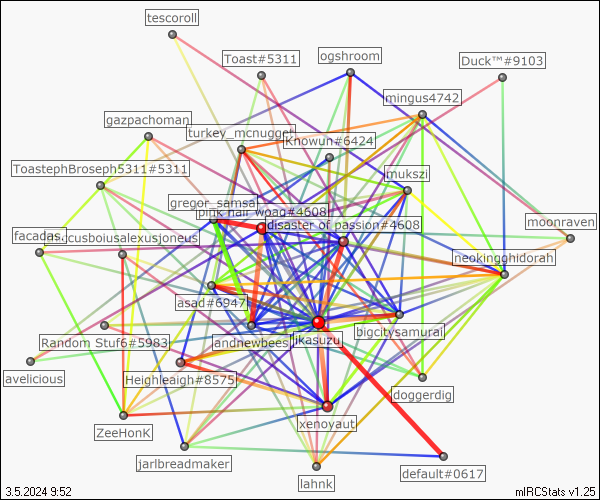 tescoroll
ogshroom
Toast#5311
Duck™#9103
mingus4742
gazpachoman
turkey_mcnugget
Knowun#6424
ToastephBroseph5311#5311
mukszi
gregor_samsa
pink hair woag#4608
disaster of passion#4608
moonraven
facadas.
neokingghidorah
asad#6947
bigcitysamurai
Random Stuf6#5983
andnewbees
jikasuzu
avelicious
Heighleaigh#8575
doggerdig
xenoyaut
ZeeHonK
jarlbreadmaker
default#0617
lahnk
3.5.2024 9:52
mIRCStats v1.25